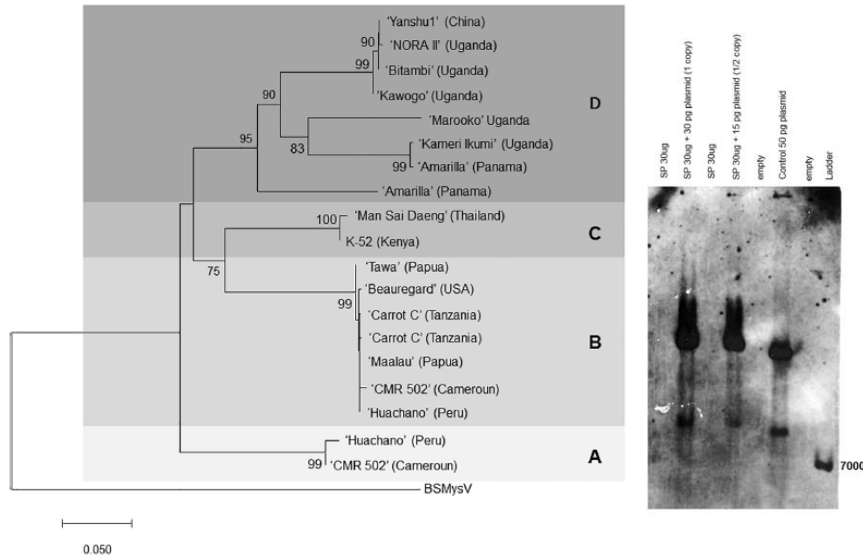 'Yanshu1' (China)
90
'NORA II' (Uganda)
99
'Bitambi' (Uganda)
'Kawogo' (Uganda)
90
D
'Marooko' Uganda
95
83
'Kameri Ikumi' (Uganda)
99
'Amarilla' (Panama)
'Amarilla' (Panama)
100
'Man Sai Daeng' (Thailand)
C
K-52 (Kenya)
75
'Tawa' (Papua)
99
'Beauregard' (USA)
'Carrot C' (Tanzania)
'Carrot C' (Tanzania)
B
'Maalau' (Papua)
'CMR 502' (Cameroun)
'Huachano' (Peru)
'Huachano' (Peru)
A
99
'CMR 502' (Cameroun)
BSMysV
0.050
SP 30ug
SP 30ug + 30 pg plasmid (1 copy)
SP 30ug
SP 30ug + 15 pg plasmid (1/2 copy)
empty
Control 50 pg plasmid
empty
Ladder
7000